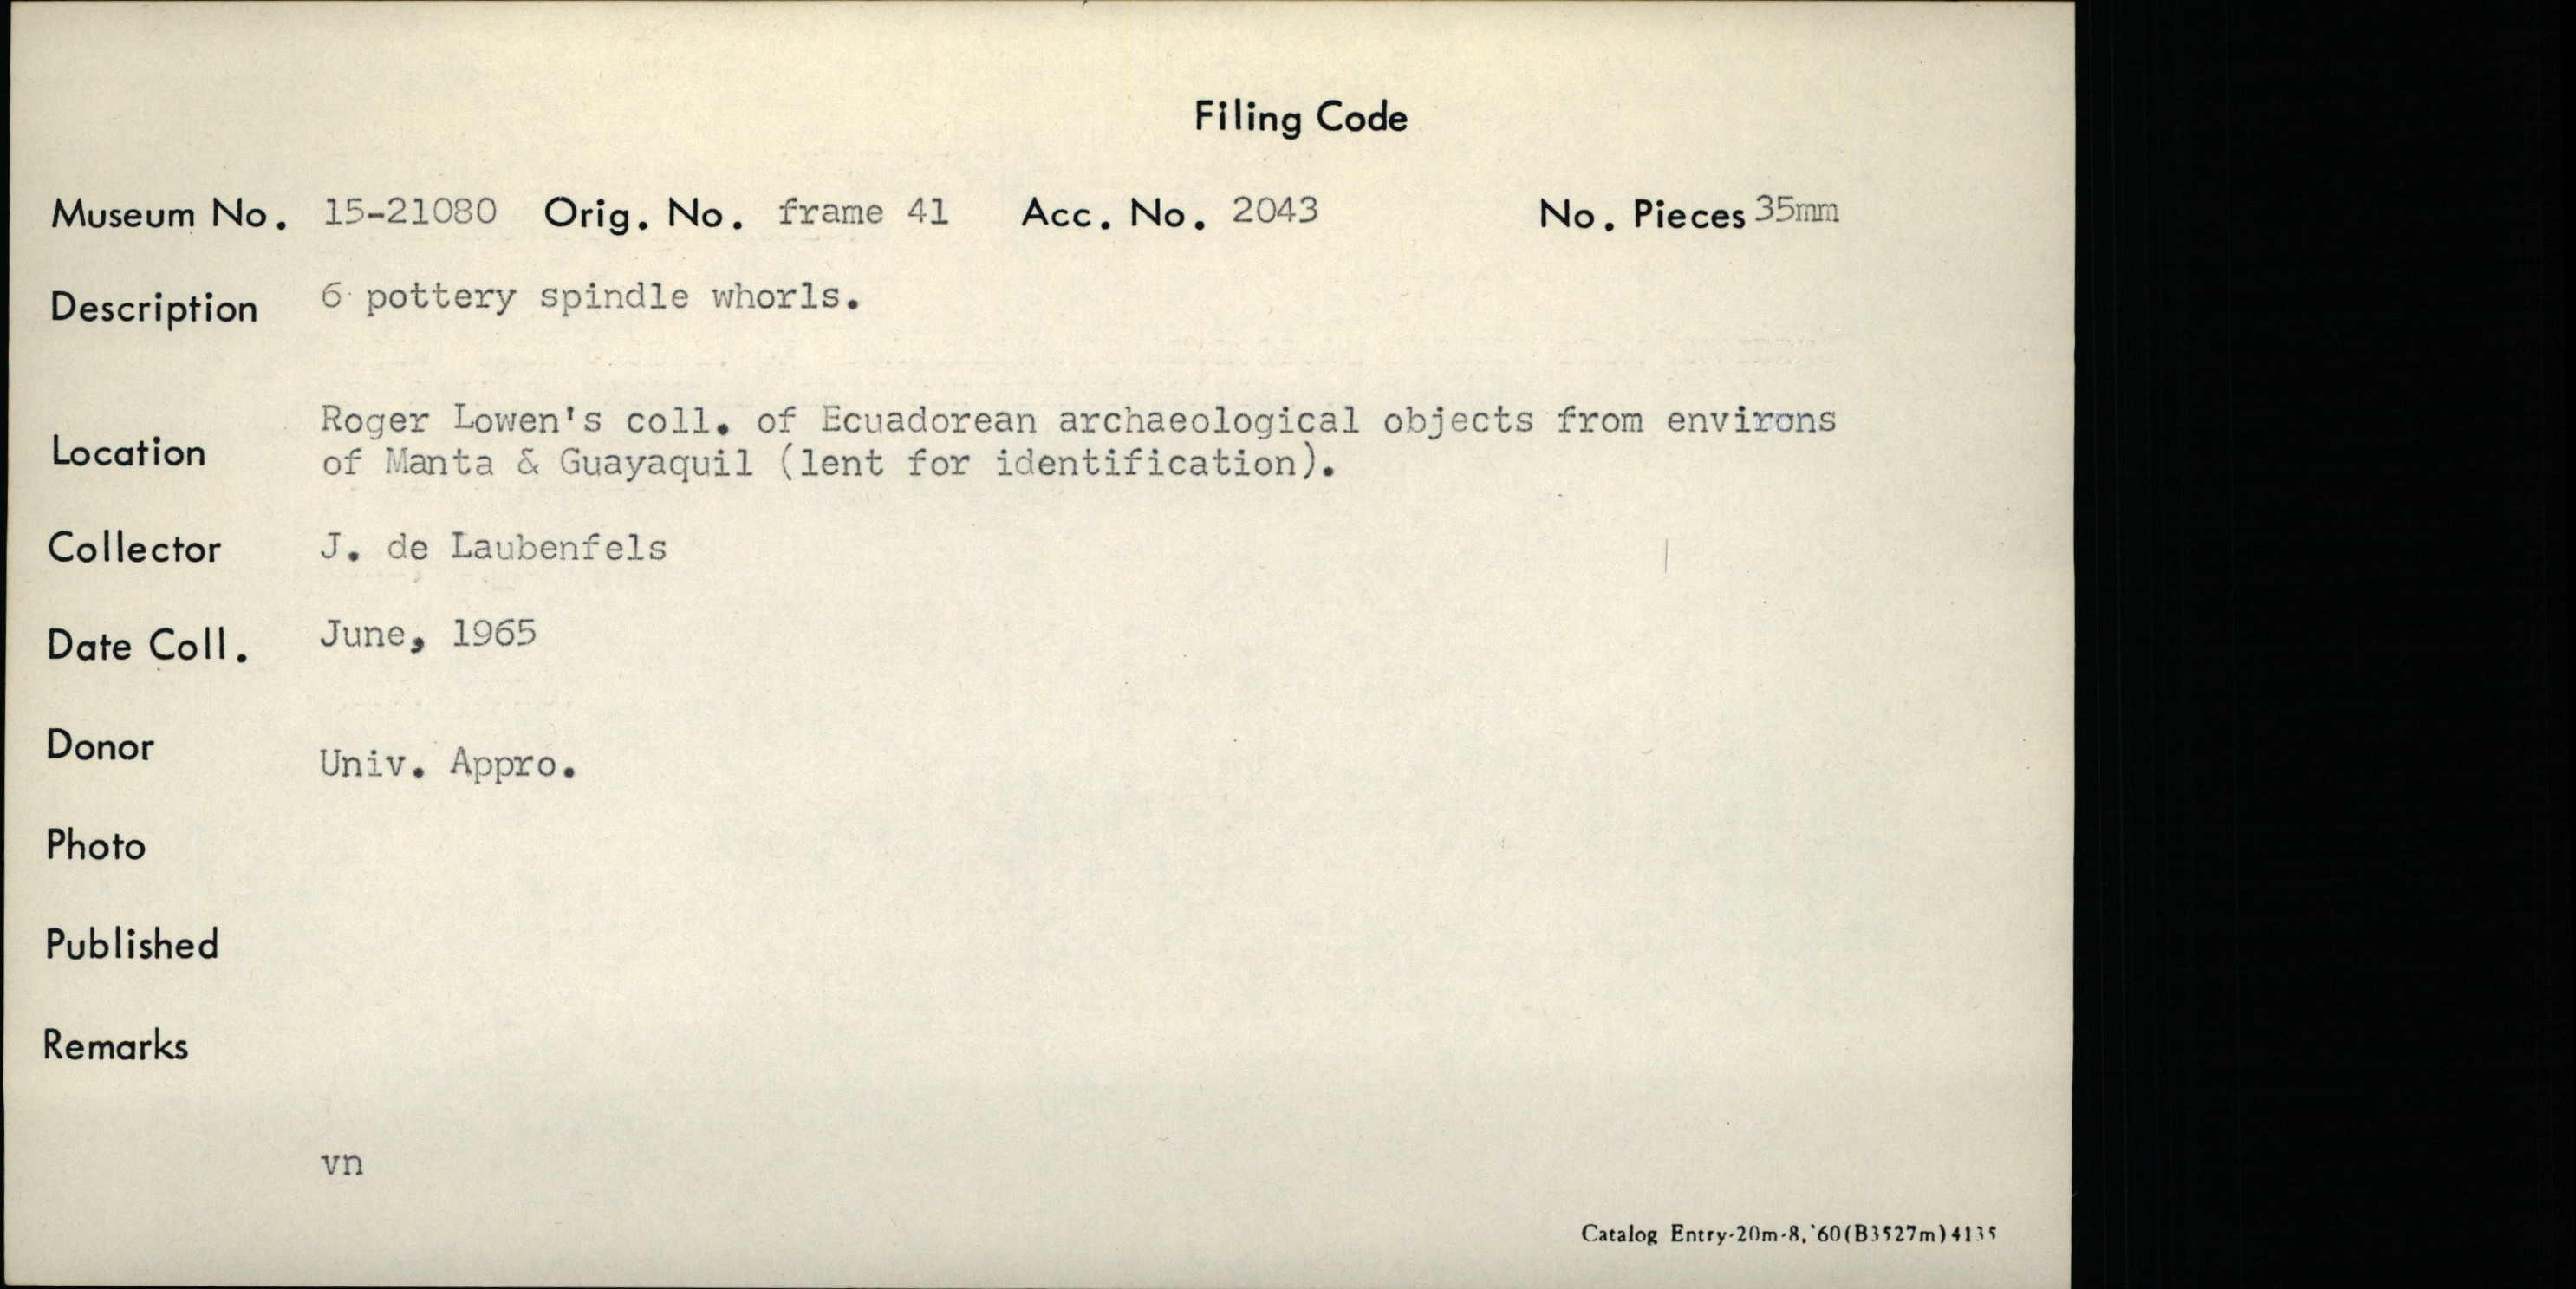 Filing Code
Museum No. 15-21080 Orig. No. frame 41 Acc. No. 2043 No. Pieces 35mm
Description 6 pottery spindle whorls.
Roger Lowen's coll. of Ecuadorean archaeological objects from environs
Location of Manta & Guayaquil (lent for identification).
Collector J. de Laubenfels
Date Coll. June, 1965
Donor Univ. Appro.
Photo
Published
Remarks
vn
Catalog Entry-20m-8,'60(B3527m)4135